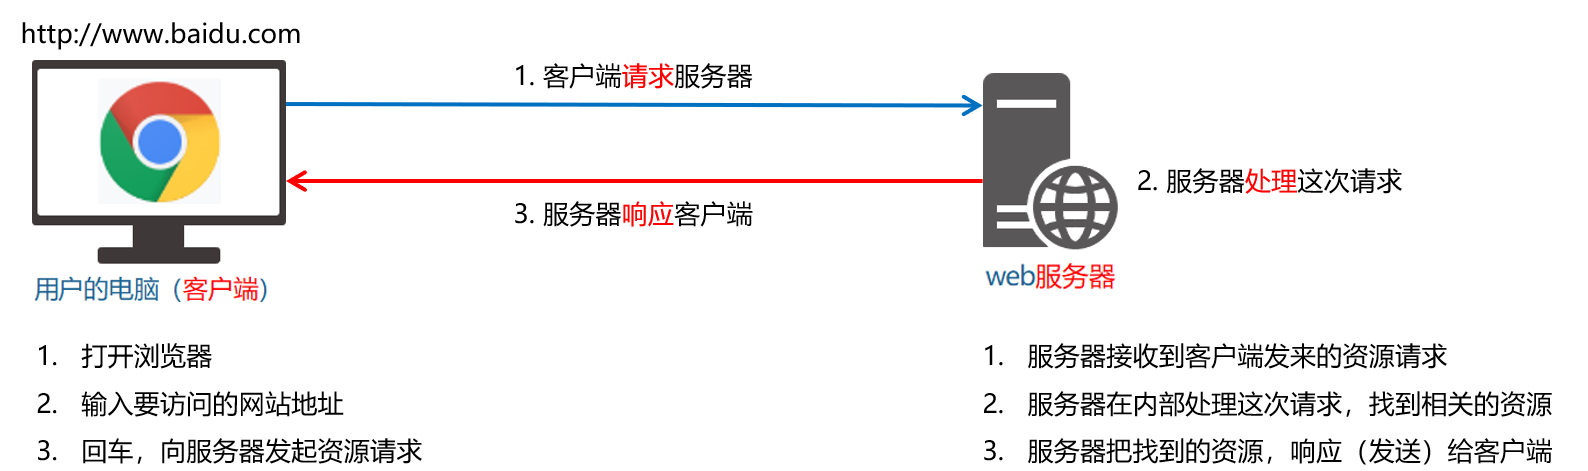 http://www.baidu.com
1. 客户端请求服务器
2. 服务器处理这次请求
3. 服务器响应客户端
用户的电脑（客户端）
web服务器
1. 打开浏览器
2. 输入要访问的网站地址
3. 回车，向服务器发起资源请求
1. 服务器接收到客户端发来的资源请求
2. 服务器在内部处理这次请求，找到相关的资源
3. 服务器把找到的资源，响应（发送）给客户端